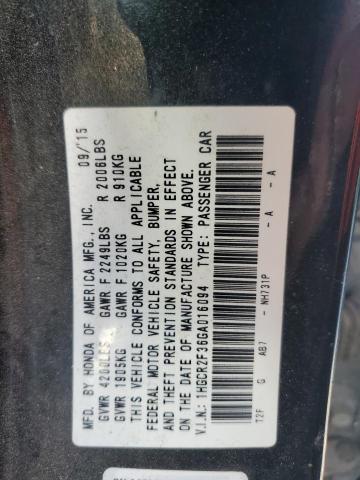 MFD. BY HONDA OF AMERICA MFG., INC. 09/'15
GVWR 4200LBS GAWR F 2249LBS R 2006LBS
GVWR 1905KG GAWR F 1020KG R 910KG
THIS VEHICLE CONFORMS TO ALL APPLICABLE
FEDERAL MOTOR VEHICLE SAFETY, BUMPER,
AND THEFT PREVENTION STANDARDS IN EFFECT
ON THE DATE OF MANUFACTURE SHOWN ABOVE.
V.I.N.: 1HGCR2F36GA016094 TYPE: PASSENGER CAR
T2F G AB7 - NH731P - A - A